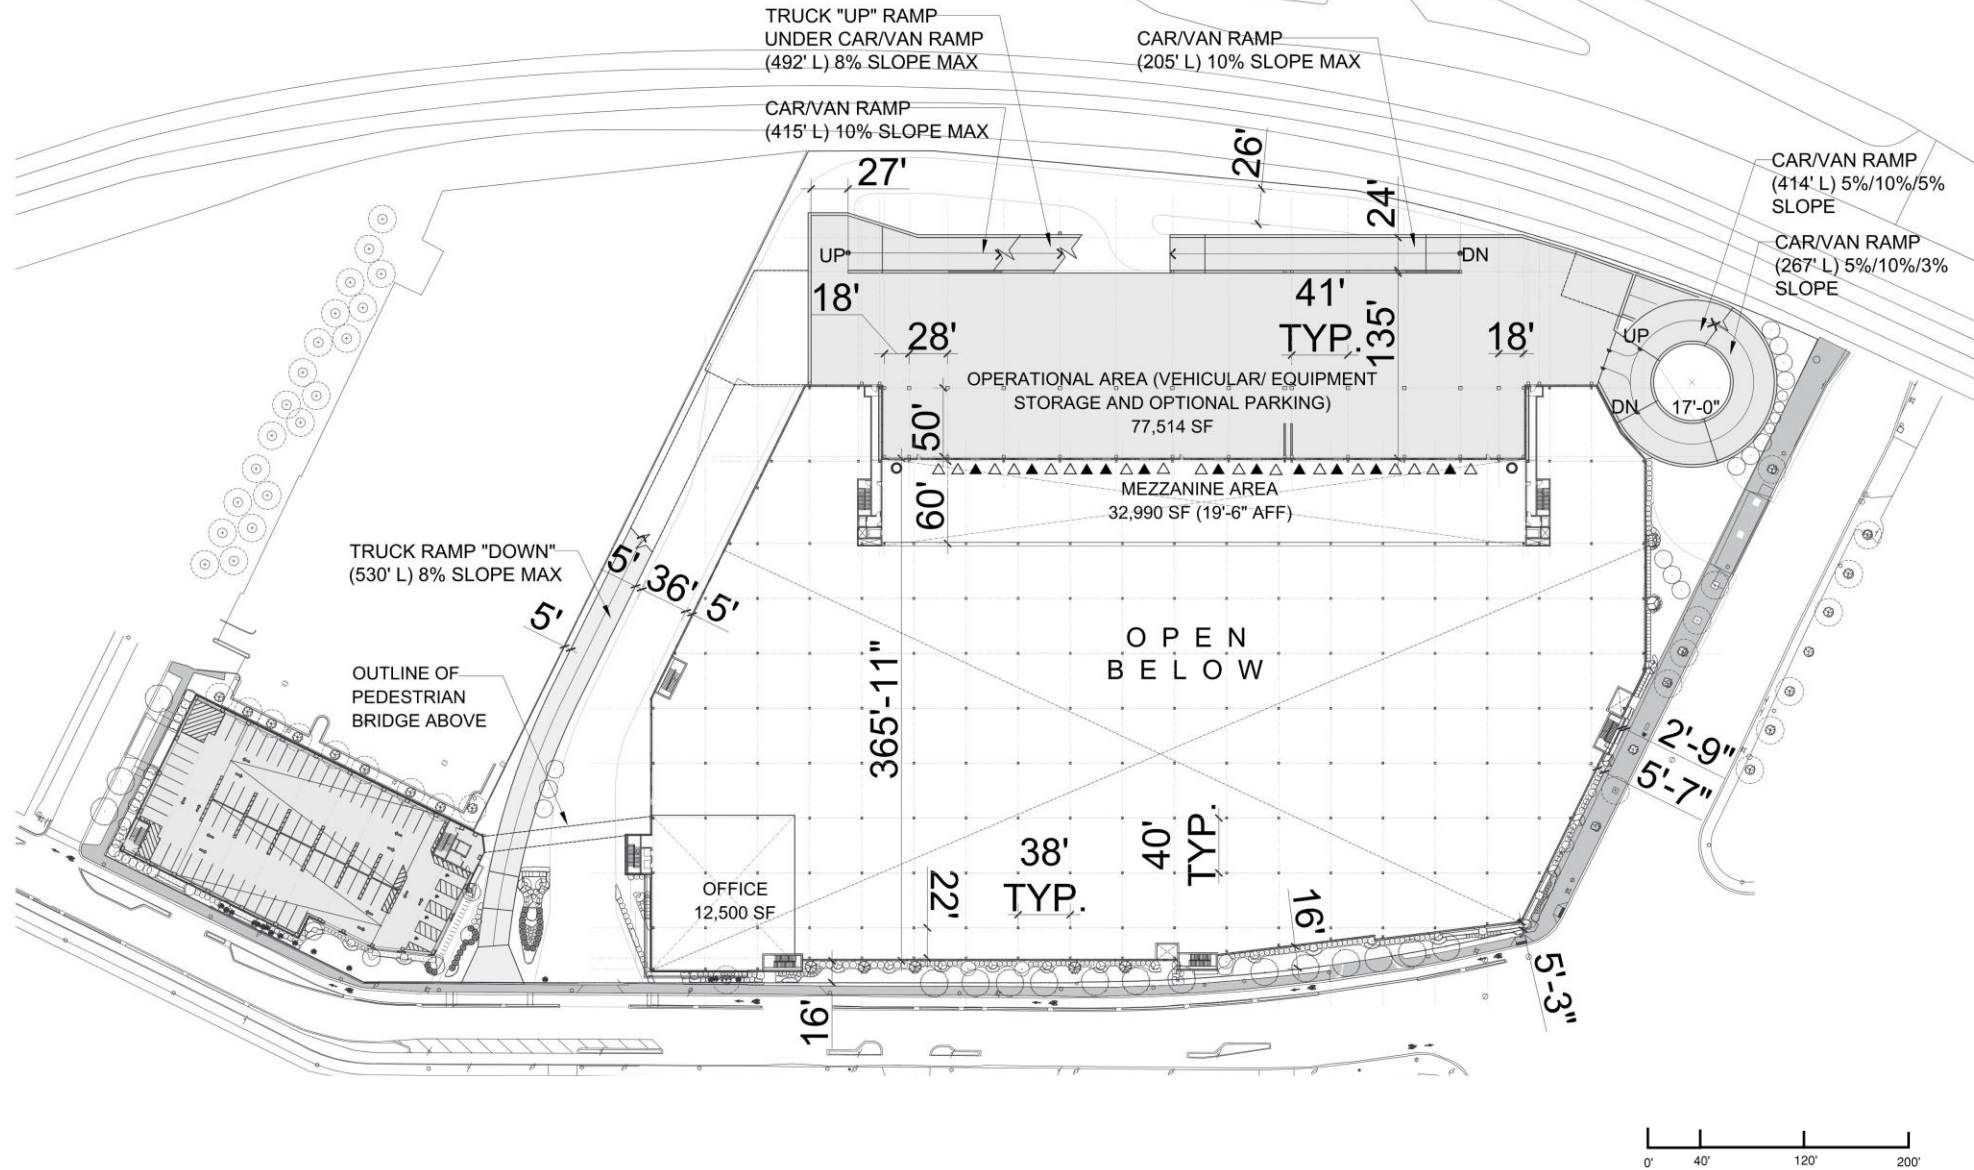 TRUCK "UP" RAMP
UNDER CAR/VAN RAMP
(492' L) 8% SLOPE MAX
CAR/VAN RAMP
(205' L) 10% SLOPE MAX
CAR/VAN RAMP
(415' L) 10% SLOPE MAX
26'
CAR/VAN RAMP
(414' L) 5%/10%/5%
SLOPE
27'
24'
CAR/VAN RAMP
(267' L) 5%/10%/3%
SLOPE
UP
DN
18'
28'
41'
TYP.
135'
18'
UP
OPERATIONAL AREA (VEHICULAR/ EQUIPMENT
STORAGE AND OPTIONAL PARKING)
77,514 SF
DN
17'-0"
50'
MEZZANINE AREA
32,990 SF (19'-6" AFF)
60'
TRUCK RAMP "DOWN"
(530' L) 8% SLOPE MAX
5'
36'
5'
5'
OPEN
BELOW
OUTLINE OF
PEDESTRIAN
BRIDGE ABOVE
365'-11"
2'-9"
5'-7"
38'
TYP.
40'
TYP.
OFFICE
12,500 SF
22'
16'
5'-3"
16'
0'
40'
120'
200'